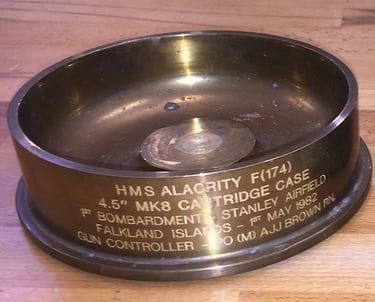 HMS ALACRITY F(174)
4.5" MK8 CARTRIDGE CASE
1ST BOMBARDMENT STANLEY AIRFIELD
FALKLAND ISLANDS - 1ST MAY 1982
GUN CONTROLLER - PO (M) A.J.J BROWN RN.